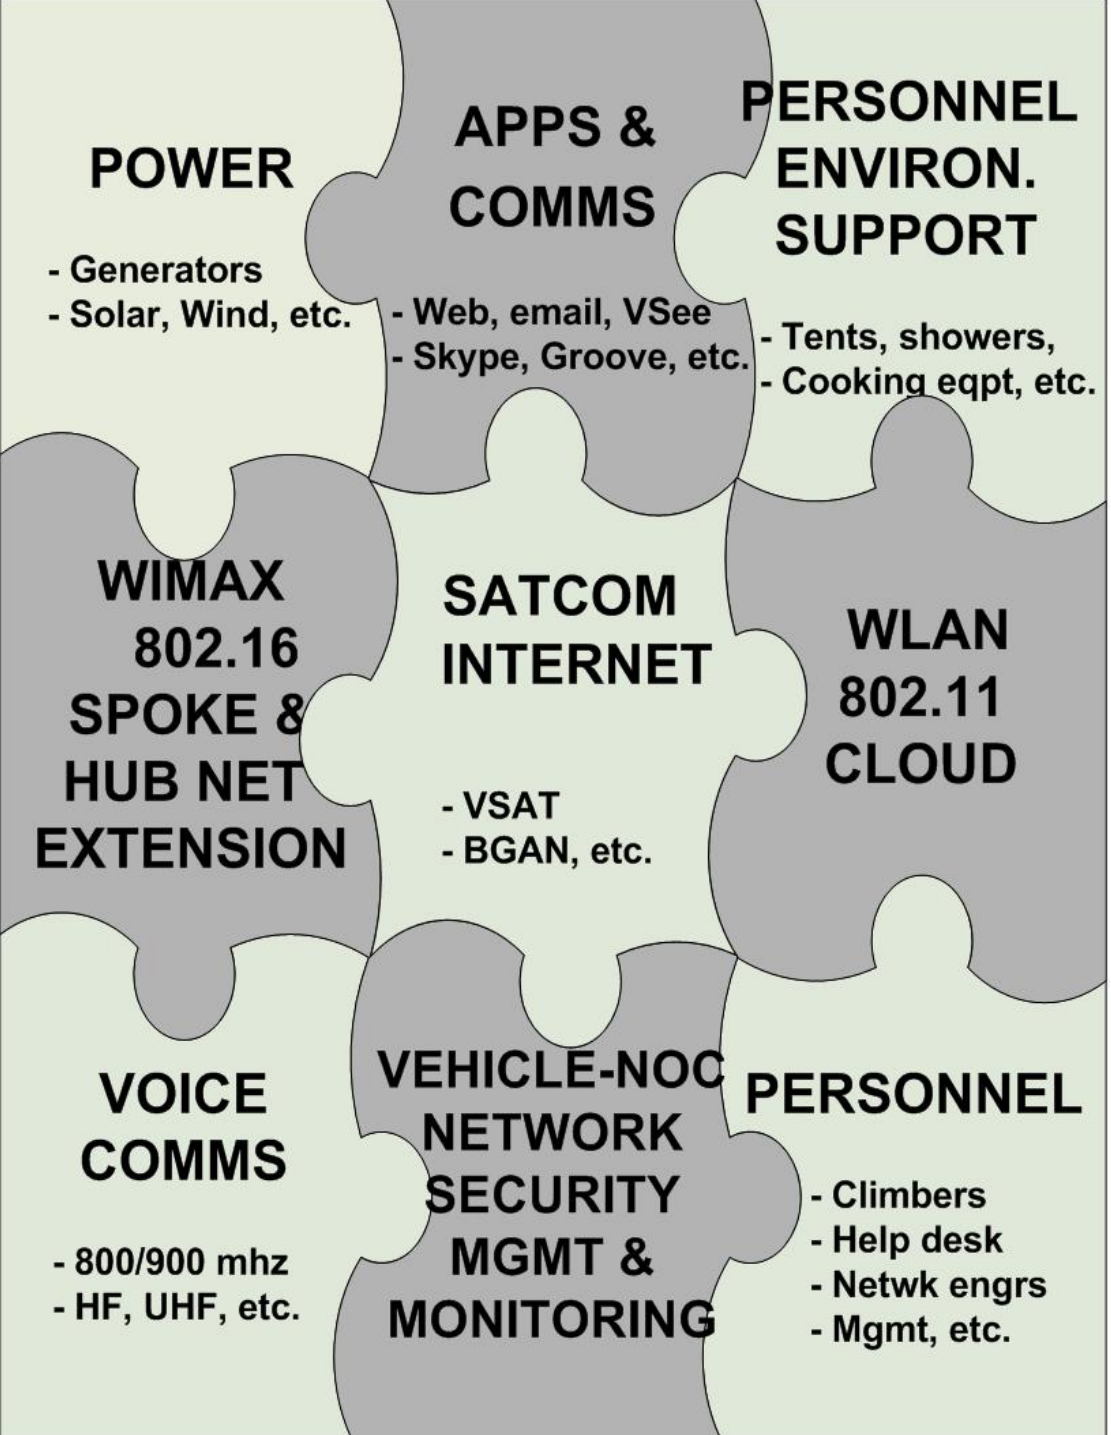 POWER
- Generators
- Solar, Wind, etc.
APPS &
COMMS
- Web, email, VSee
- Skype, Groove, etc.
PERSONNEL
ENVIRON.
SUPPORT
- Tents, showers,
- Cooking eqpt, etc.
WIMAX
802.16
SPOKE &
HUB NET
EXTENSION
SATCOM
INTERNET
- VSAT
- BGAN, etc.
WLAN
802.11
CLOUD
VOICE
COMMS
- 800/900 mhz
- HF, UHF, etc.
VEHICLE-NOC
NETWORK
SECURITY
MGMT &
MONITORING
PERSONNEL
- Climbers
- Help desk
- Netwk engrs
- Mgmt, etc.